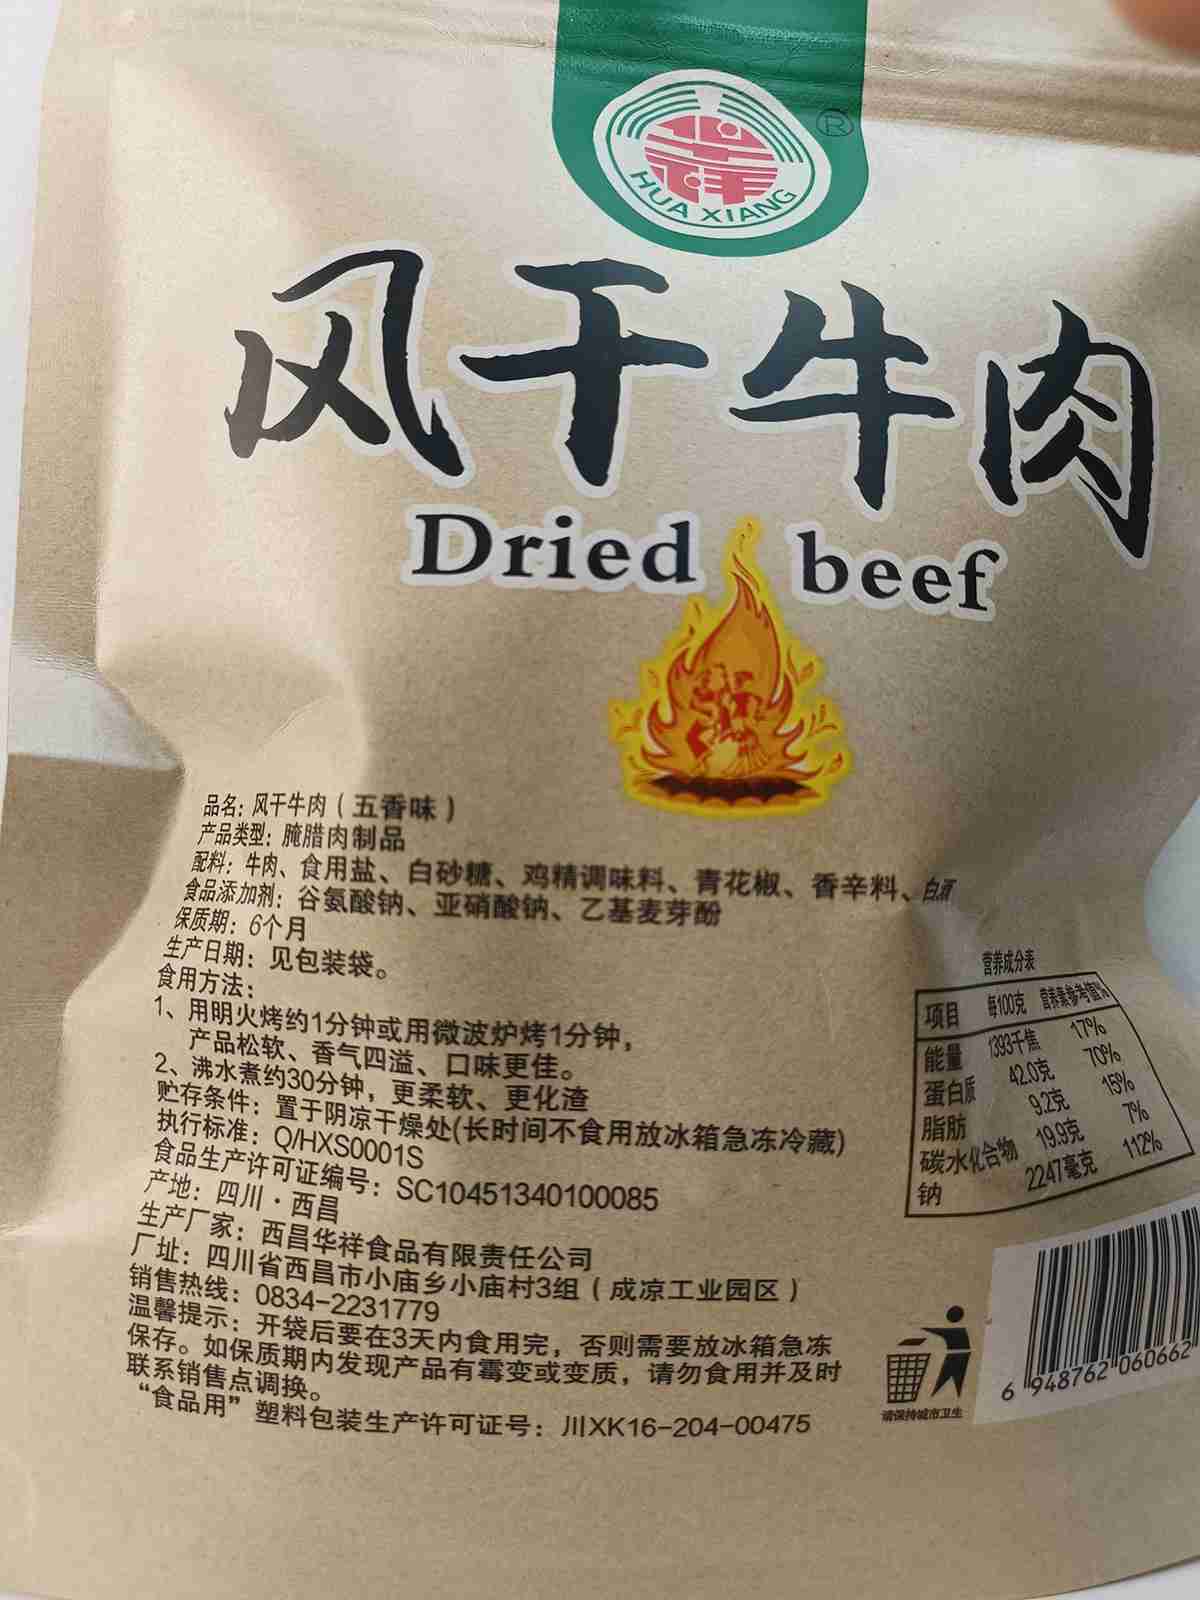 华祥
HUA XIANG
®
风干牛肉
Dried beef
品名：风干牛肉（五香味）
产品类型：腌腊肉制品
配料：牛肉、食用盐、白砂糖、鸡精调味料、青花椒、香辛料、白酒
食品添加剂：谷氨酸钠、亚硝酸钠、乙基麦芽酚
保质期：6个月
生产日期：见包装袋。
食用方法：
1、用明火烤约1分钟或用微波炉烤1分钟，
产品松软、香气四溢、口味更佳。
2、沸水煮约30分钟，更柔软、更化渣
贮存条件：置于阴凉干燥处(长时间不食用放冰箱急冻冷藏)
执行标准：Q/HXS0001S
食品生产许可证编号：SC10451340100085
产地：四川·西昌
生产厂家：西昌华祥食品有限责任公司
厂址：四川省西昌市小庙乡小庙村3组（成凉工业园区）
销售热线：0834-2231779
温馨提示：开袋后要在3天内食用完，否则需要放冰箱急冻
保存。如保质期内发现产品有霉变或变质，请勿食用并及时
联系销售点调换。
“食品用”塑料包装生产许可证号：川XK16-204-00475
营养成分表
项目 每100克 营养素参考值%
能量 1393千焦 17%
蛋白质 42.0克 70%
脂肪 9.2克 15%
碳水化合物 19.9克 7%
钠 2247毫克 112%
请保持城市卫生
6 948762 060662